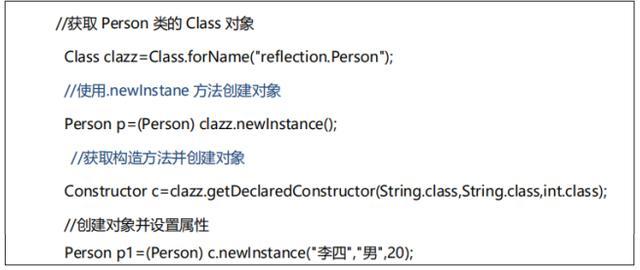 //获取 Person 类的 Class 对象
Class clazz=Class.forName("reflection.Person");
//使用.newInstane 方法创建对象
Person p=(Person) clazz.newInstance();
//获取构造方法并创建对象
Constructor c=clazz.getDeclaredConstructor(String.class,String.class,int.class);
//创建对象并设置属性
Person p1=(Person) c.newInstance("李四","男",20);